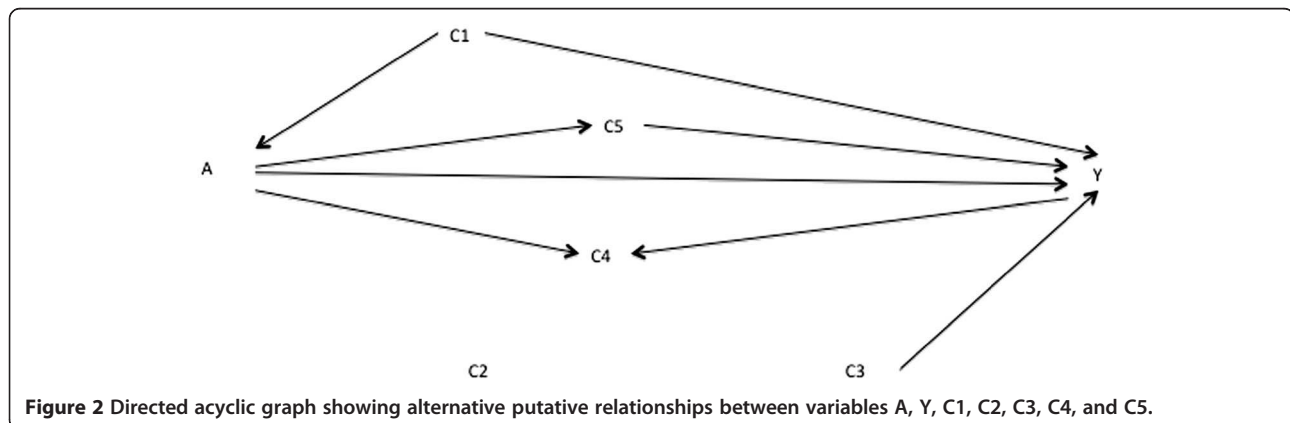 C1
C5
A
Y
C4
C2 C3
Figure 2 Directed acyclic graph showing alternative putative relationships between variables A, Y, C1, C2, C3, C4, and C5.